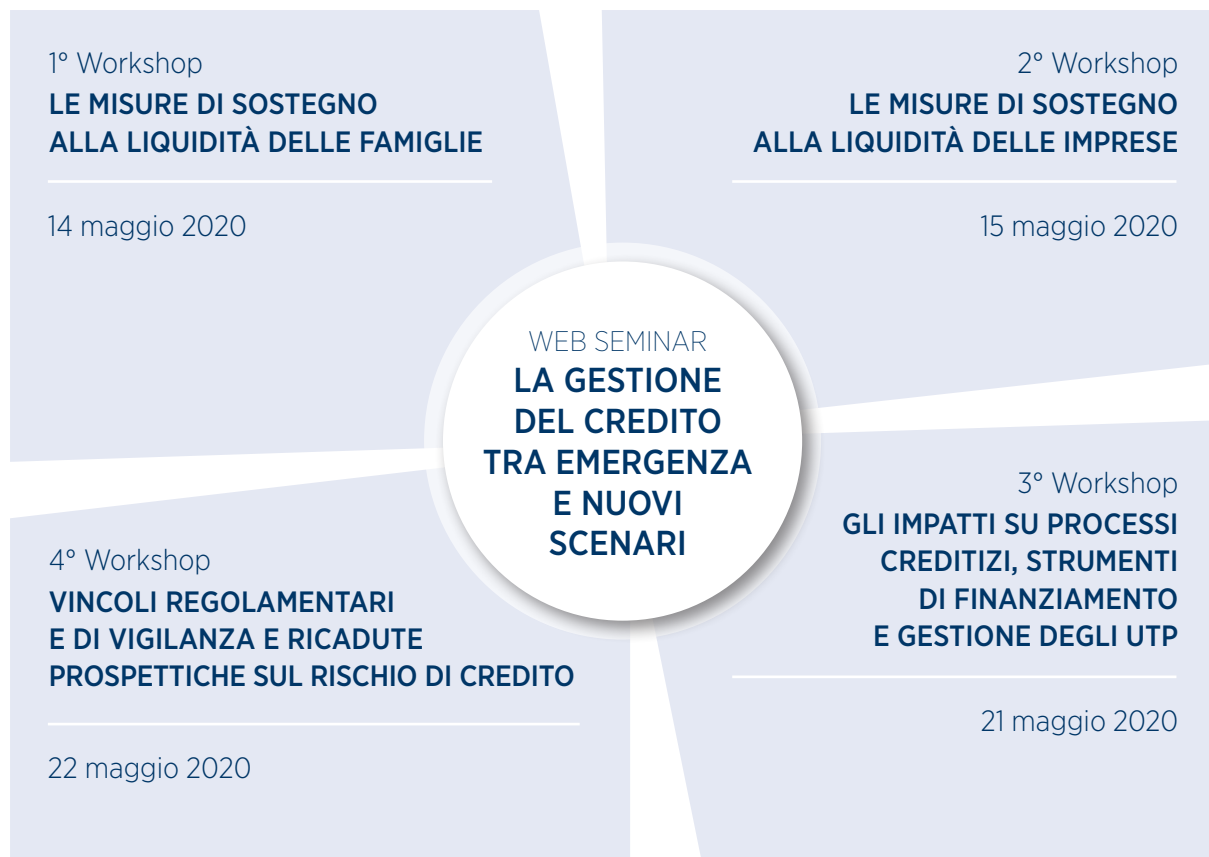 1° Workshop
LE MISURE DI SOSTEGNO
ALLA LIQUIDITÀ DELLE FAMIGLIE
14 maggio 2020
2° Workshop
LE MISURE DI SOSTEGNO
ALLA LIQUIDITÀ DELLE IMPRESE
15 maggio 2020
WEB SEMINAR
LA GESTIONE
DEL CREDITO
TRA EMERGENZA
E NUOVI
SCENARI
3° Workshop
GLI IMPATTI SU PROCESSI
CREDITIZI, STRUMENTI
DI FINANZIAMENTO
E GESTIONE DEGLI UTP
21 maggio 2020
4° Workshop
VINCOLI REGOLAMENTARI
E DI VIGILANZA E RICADUTE
PROSPETTICHE SUL RISCHIO DI CREDITO
22 maggio 2020